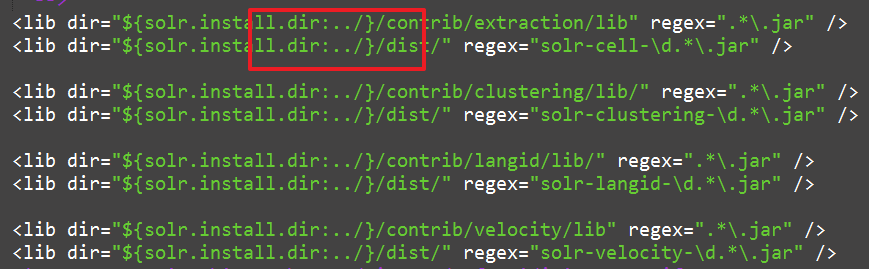 <lib dir="${solr.install.dir:../}/contrib/extraction/lib" regex=".*\.jar" />
<lib dir="${solr.install.dir:../}/dist/" regex="solr-cell-\d.*\.jar" />
<lib dir="${solr.install.dir:../}/contrib/clustering/lib/" regex=".*\.jar" />
<lib dir="${solr.install.dir:../}/dist/" regex="solr-clustering-\d.*\.jar" />
<lib dir="${solr.install.dir:../}/contrib/langid/lib/" regex=".*\.jar" />
<lib dir="${solr.install.dir:../}/dist/" regex="solr-langid-\d.*\.jar" />
<lib dir="${solr.install.dir:../}/contrib/velocity/lib" regex=".*\.jar" />
<lib dir="${solr.install.dir:../}/dist/" regex="solr-velocity-\d.*\.jar" />